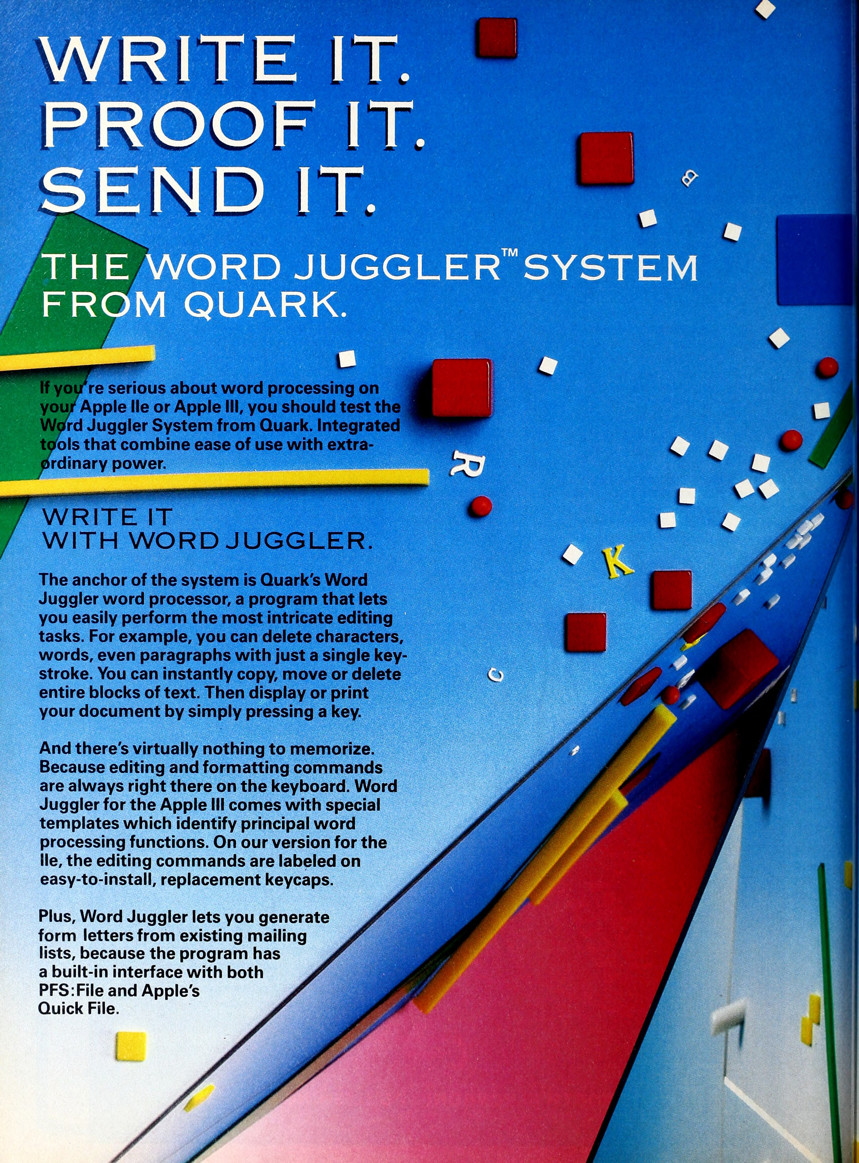 WRITE IT.
PROOF IT.
SEND IT.
THE WORD JUGGLER™ SYSTEM
FROM QUARK.
If you're serious about word processing on
your Apple IIe or Apple III, you should test the
Word Juggler System from Quark. Integrated
tools that combine ease of use with extra-
ordinary power.
WRITE IT
WITH WORD JUGGLER.
The anchor of the system is Quark's Word
Juggler word processor, a program that lets
you easily perform the most intricate editing
tasks. For example, you can delete characters,
words, even paragraphs with just a single key-
stroke. You can instantly copy, move or delete
entire blocks of text. Then display or print
your document by simply pressing a key.
And there's virtually nothing to memorize.
Because editing and formatting commands
are always right there on the keyboard. Word
Juggler for the Apple III comes with special
templates which identify principal word
processing functions. On our version for the
IIe, the editing commands are labeled on
easy-to-install, replacement keycaps.
Plus, Word Juggler lets you generate
form letters from existing mailing
lists, because the program has
a built-in interface with both
PFS:File and Apple's
Quick File.
B
R
K
C